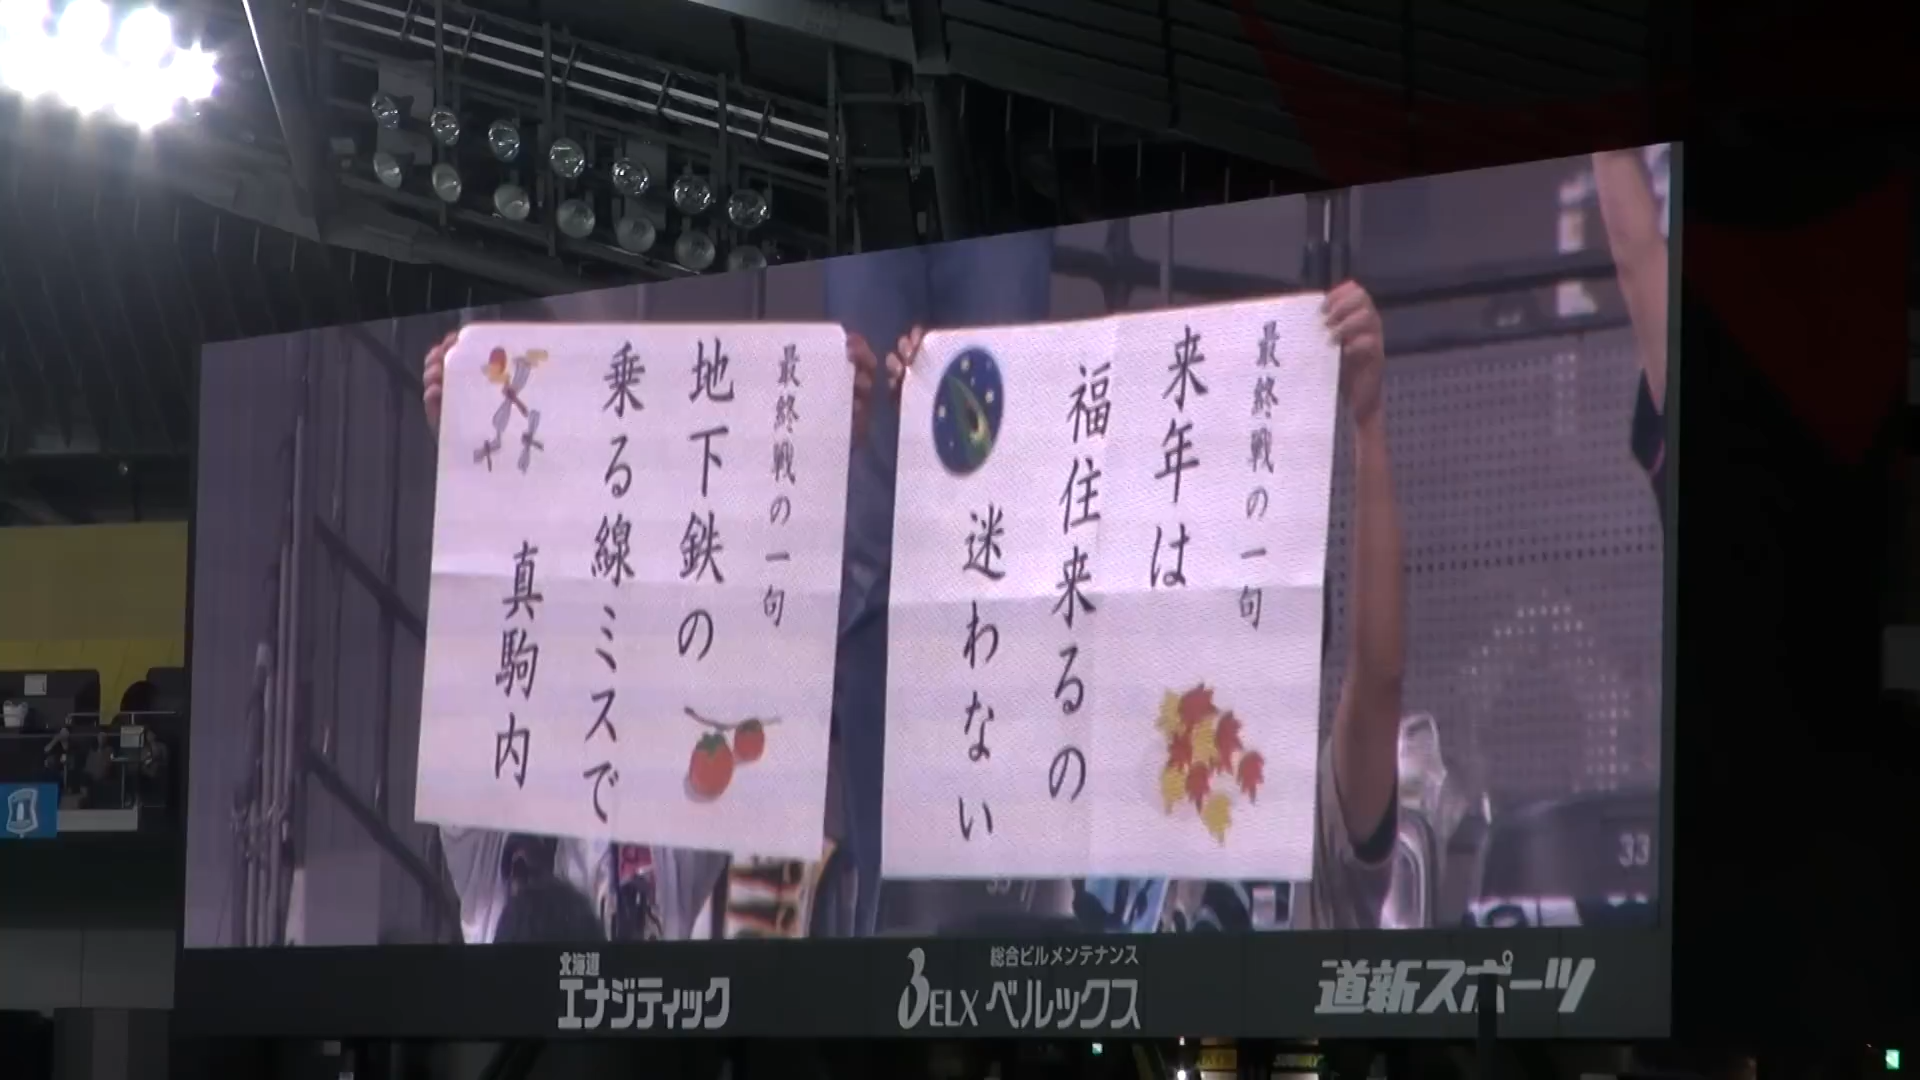 最終戦の一句
来年は
福住来るの
迷わない
最終戦の一句
地下鉄の
乗る線ミスで
真駒内
33
北海道
エナジティック
BELX
総合ビルメンテナンス
ベルックス
道新スポーツ